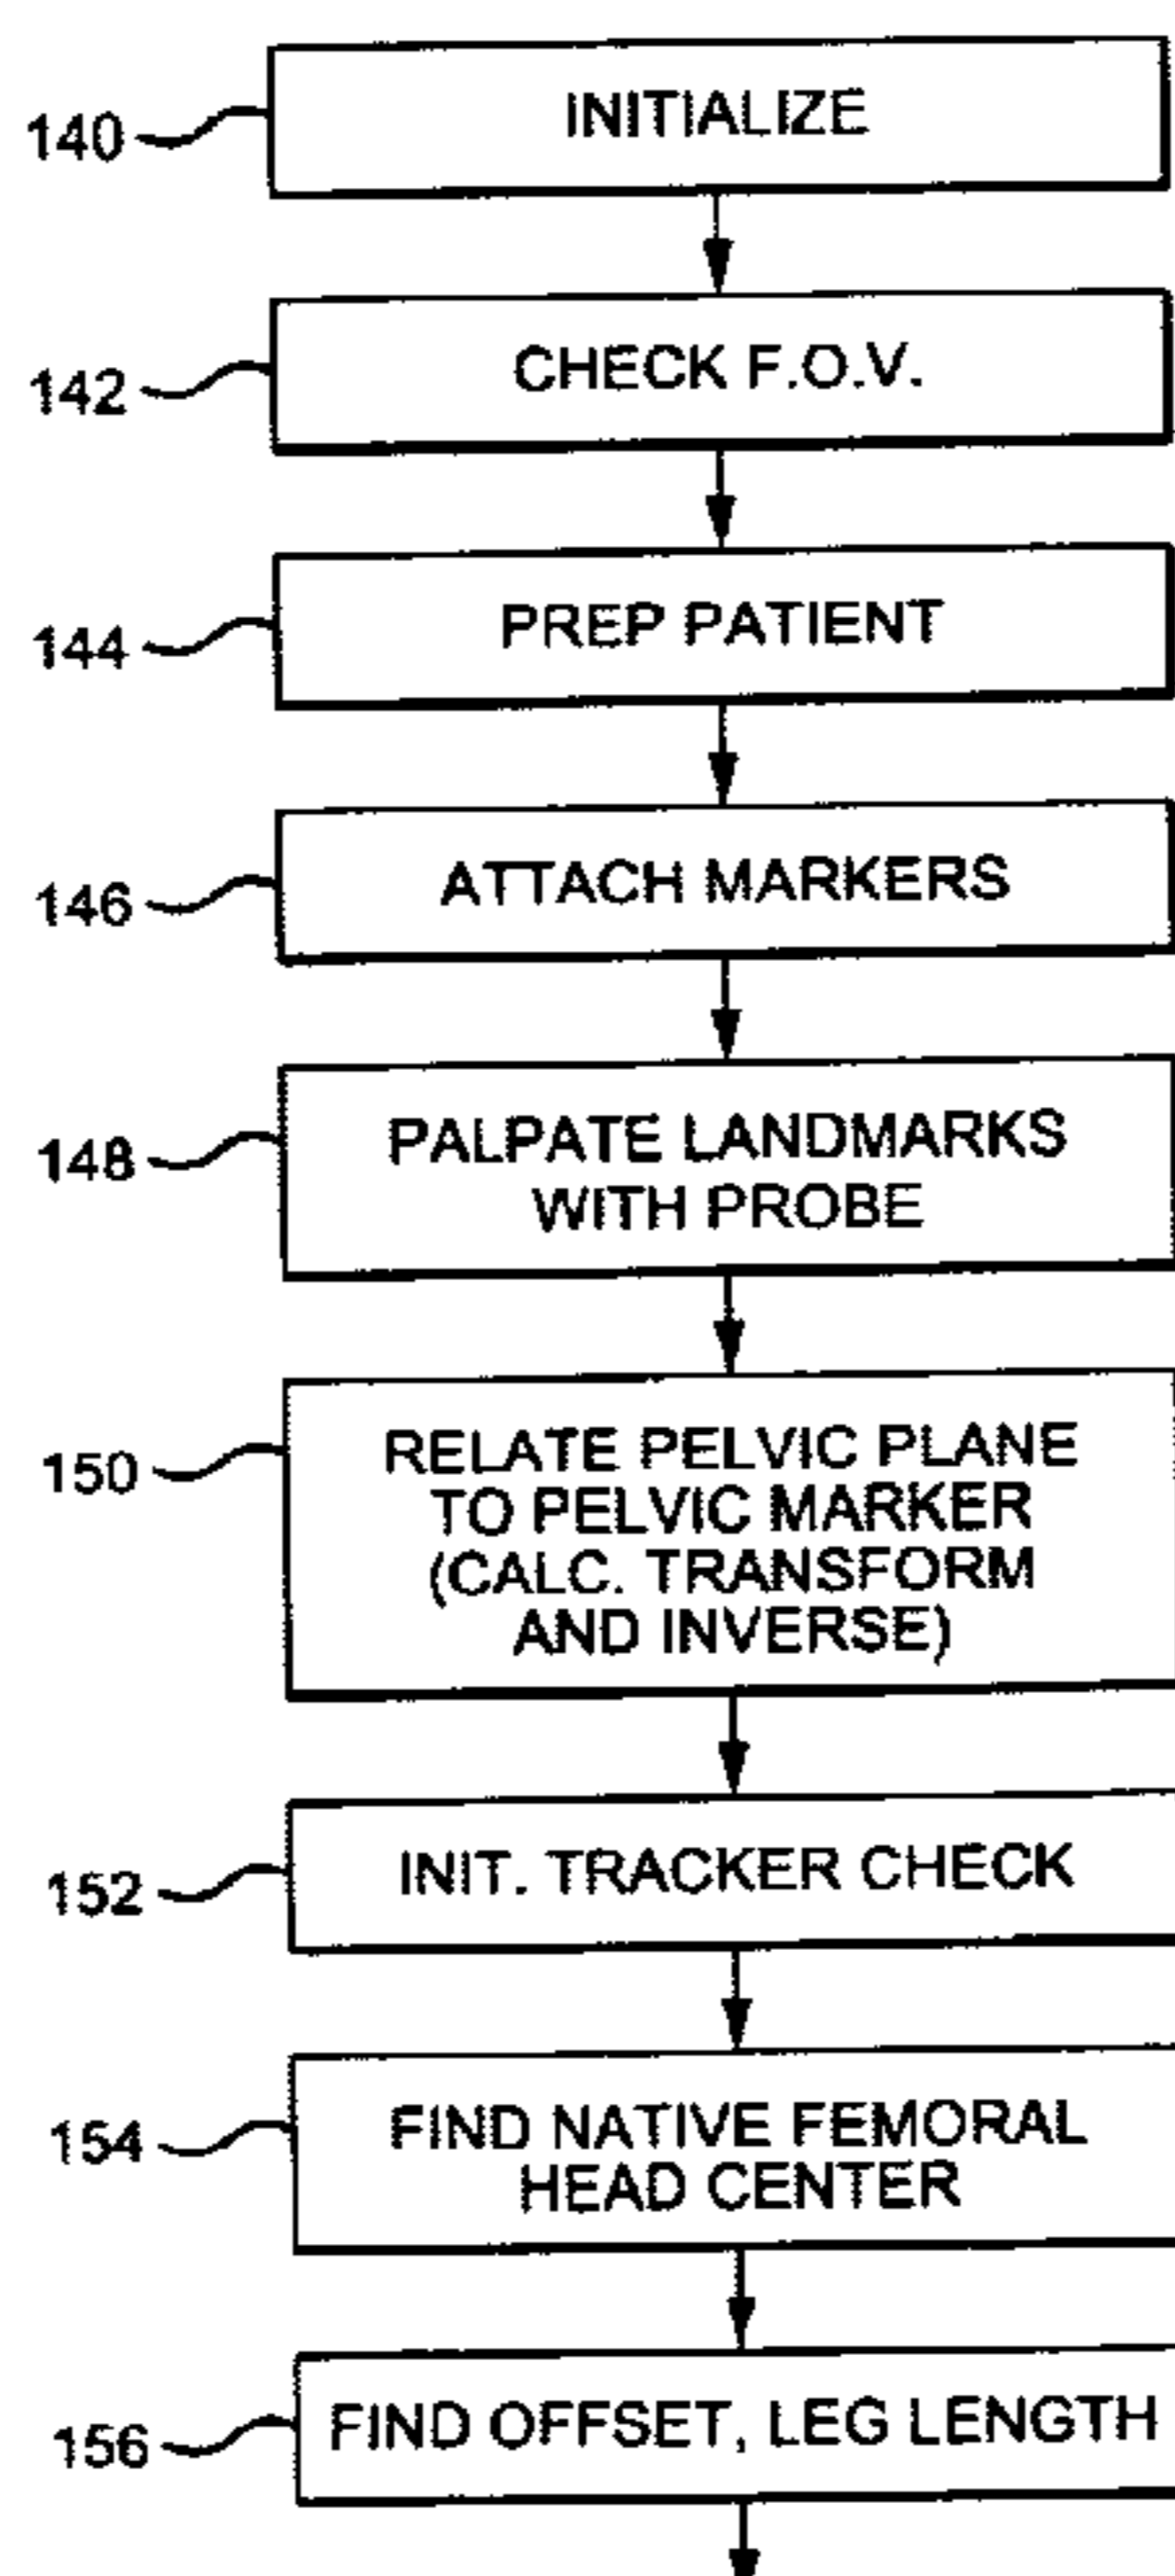 140
INITIALIZE
142
CHECK F.O.V.
144
PREP PATIENT
146
ATTACH MARKERS
148
PALPATE LANDMARKS
WITH PROBE
150
RELATE PELVIC PLANE
TO PELVIC MARKER
(CALC. TRANSFORM
AND INVERSE)
152
INIT. TRACKER CHECK
154
FIND NATIVE FEMORAL
HEAD CENTER
156
FIND OFFSET, LEG LENGTH